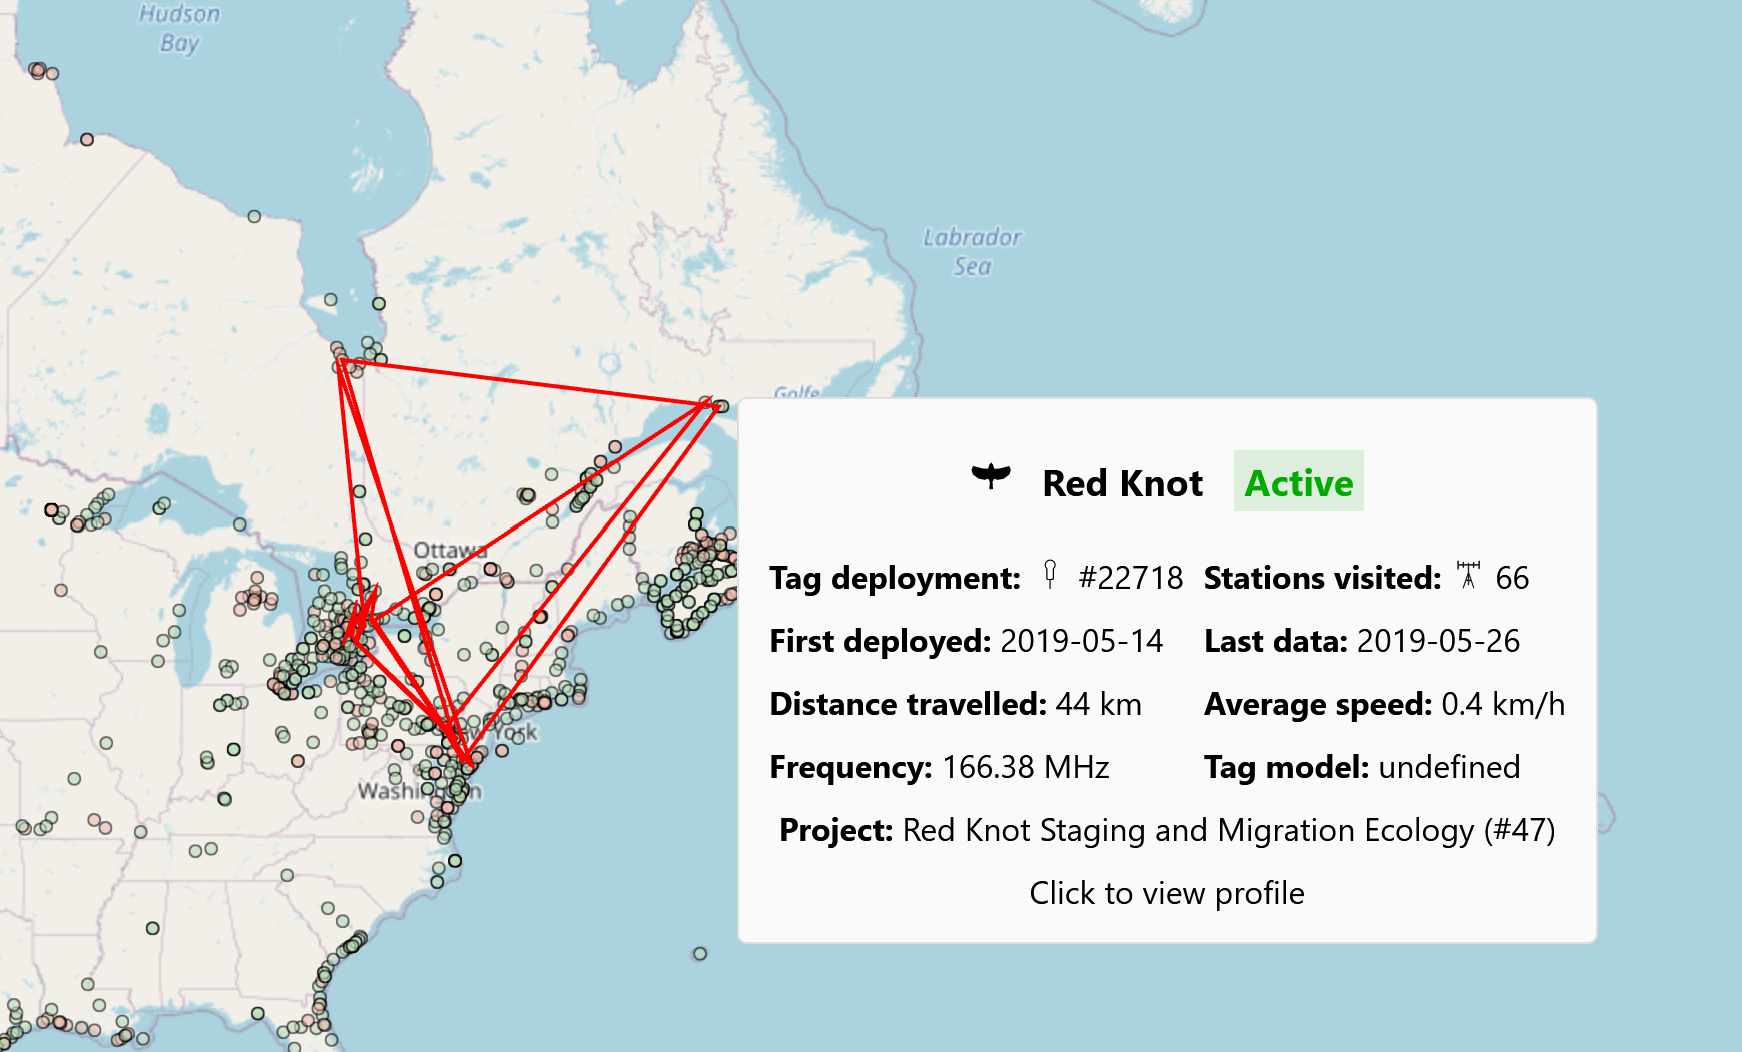 Hudson
Bay
Labrador
Sea
Golfe
Ottawa
York
Washington
Red Knot Active
Tag deployment: #22718 Stations visited: 66
First deployed: 2019-05-14 Last data: 2019-05-26
Distance travelled: 44 km Average speed: 0.4 km/h
Frequency: 166.38 MHz Tag model: undefined
Project: Red Knot Staging and Migration Ecology (#47)
Click to view profile